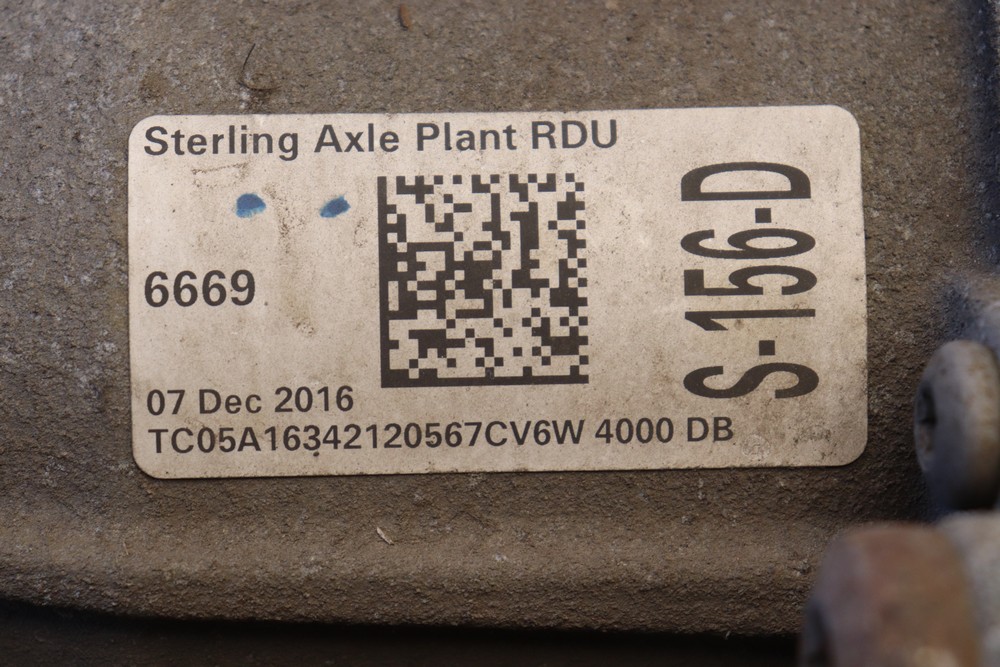 Sterling Axle Plant RDU
6669
S-156-D
07 Dec 2016
TC05A16342120567CV6W 4000 DB